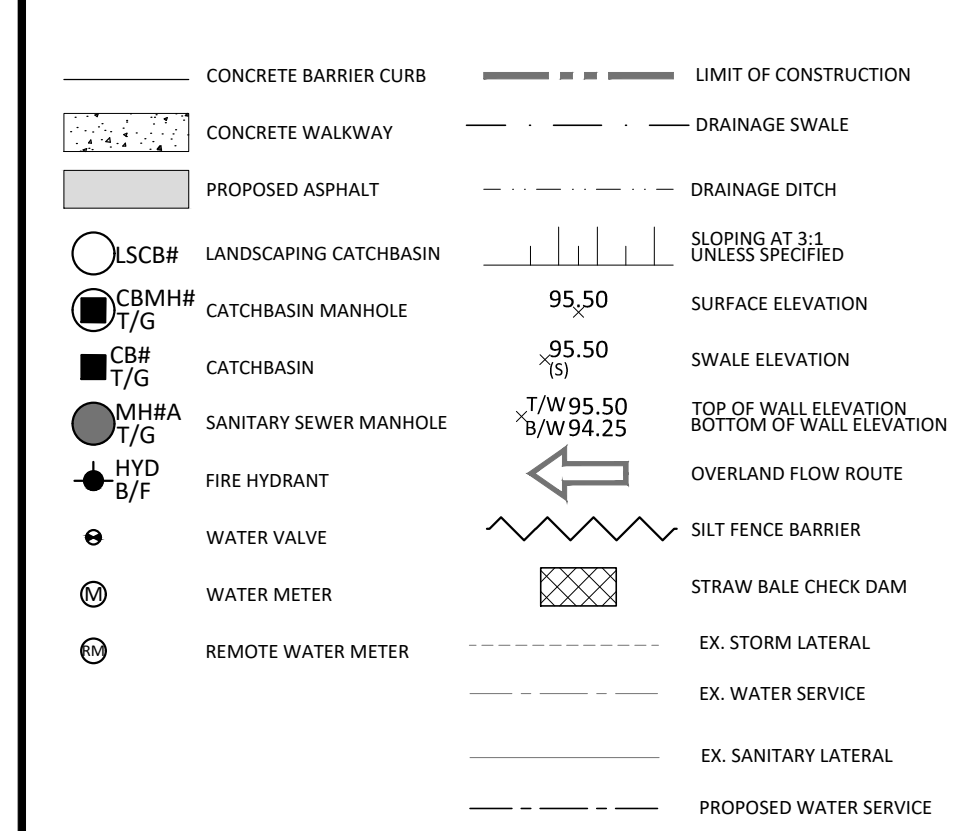 CONCRETE BARRIER CURB
CONCRETE WALKWAY
PROPOSED ASPHALT
LSCB#
LANDSCAPING CATCHBASIN
CBMH#
T/G
CATCHBASIN MANHOLE
CB#
T/G
CATCHBASIN
MH#A
T/G
SANITARY SEWER MANHOLE
HYD
B/F
FIRE HYDRANT
WATER VALVE
M
WATER METER
RM
REMOTE WATER METER
LIMIT OF CONSTRUCTION
DRAINAGE SWALE
DRAINAGE DITCH
SLOPING AT 3:1
UNLESS SPECIFIED
95.50
SURFACE ELEVATION
95.50
(S)
SWALE ELEVATION
T/W 95.50
B/W 94.25
TOP OF WALL ELEVATION
BOTTOM OF WALL ELEVATION
OVERLAND FLOW ROUTE
SILT FENCE BARRIER
STRAW BALE CHECK DAM
EX. STORM LATERAL
EX. WATER SERVICE
EX. SANITARY LATERAL
PROPOSED WATER SERVICE